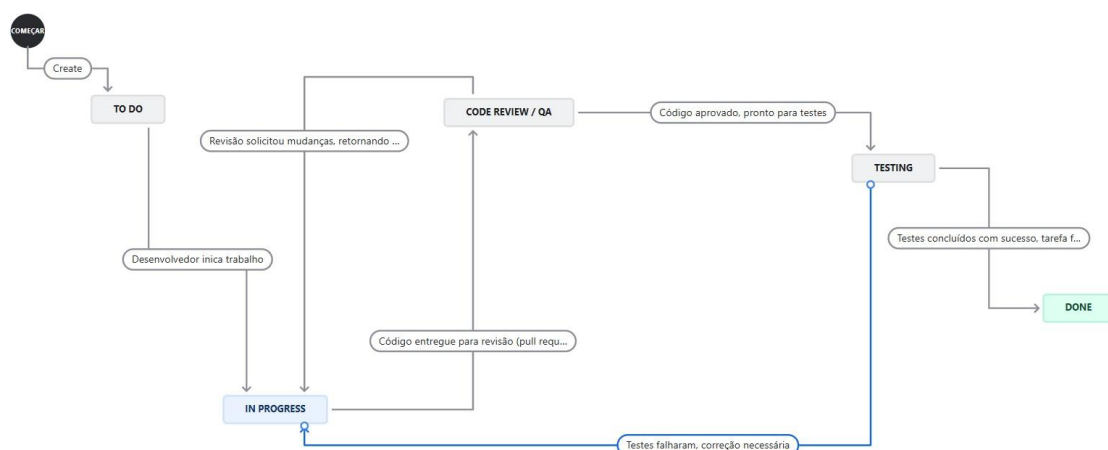 COMEÇAR
Create
TO DO
CODE REVIEW / QA
Código aprovado, pronto para testes
Revisão solicitou mudanças, retornando ...
TESTING
Testes concluídos com sucesso, tarefa f...
Desenvolvedor inica trabalho
DONE
Código entregue para revisão (pull requ...
IN PROGRESS
Testes falharam, correção necessária